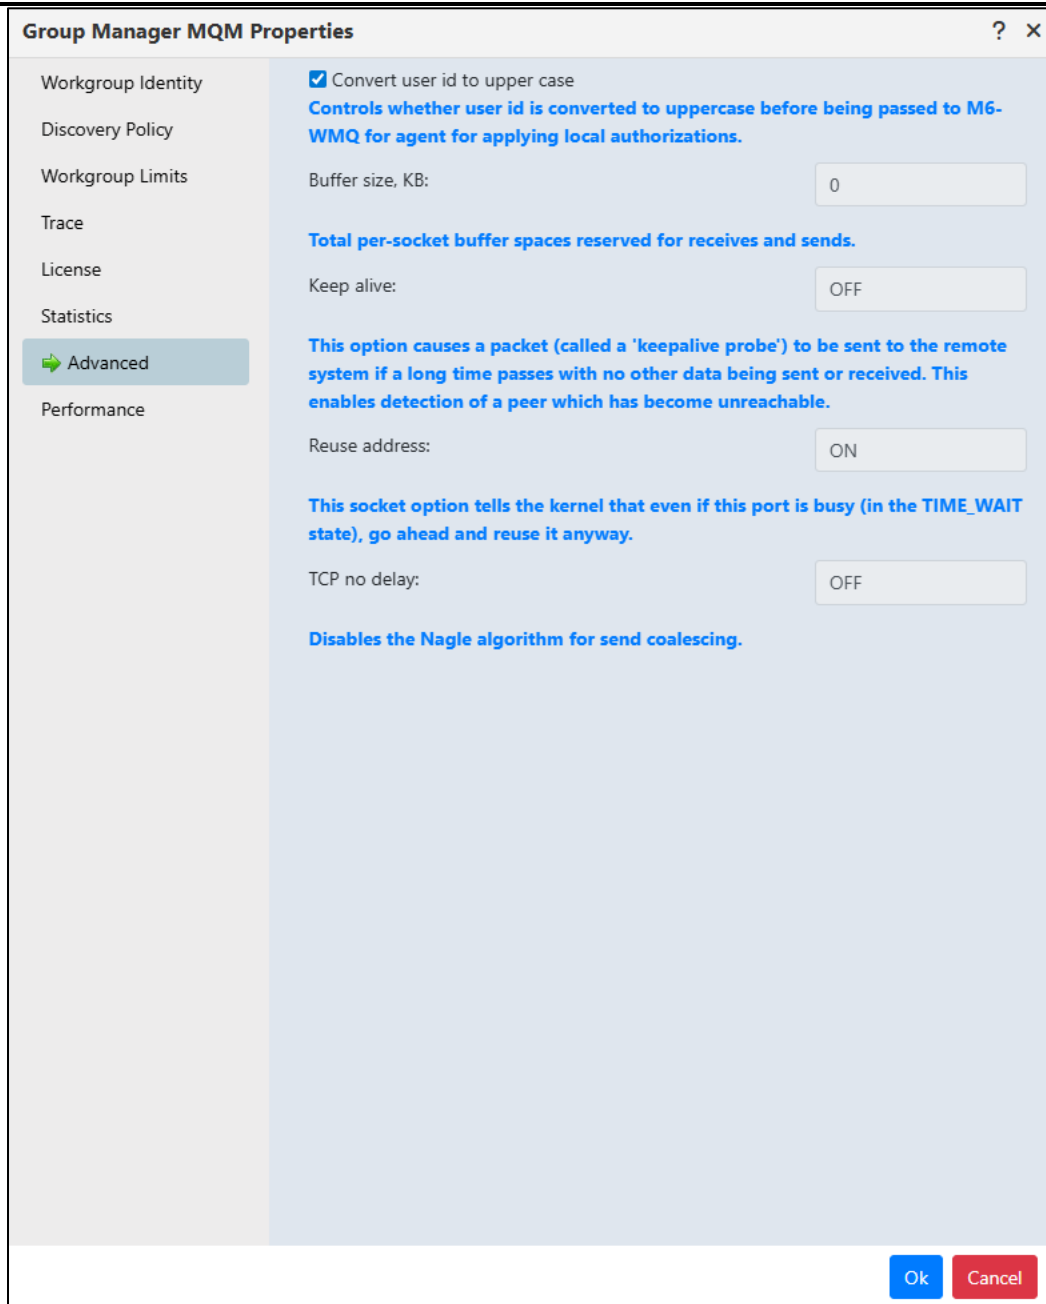 Group Manager MQM Properties
? ×
Workgroup Identity
Discovery Policy
Workgroup Limits
Trace
License
Statistics
Advanced
Performance
Convert user id to upper case
Controls whether user id is converted to uppercase before being passed to M6-
WMQ for agent for applying local authorizations.
Buffer size, KB:
0
Total per-socket buffer spaces reserved for receives and sends.
Keep alive:
OFF
This option causes a packet (called a 'keepalive probe') to be sent to the remote
system if a long time passes with no other data being sent or received. This
enables detection of a peer which has become unreachable.
Reuse address:
ON
This socket option tells the kernel that even if this port is busy (in the TIME_WAIT
state), go ahead and reuse it anyway.
TCP no delay:
OFF
Disables the Nagle algorithm for send coalescing.
Ok
Cancel